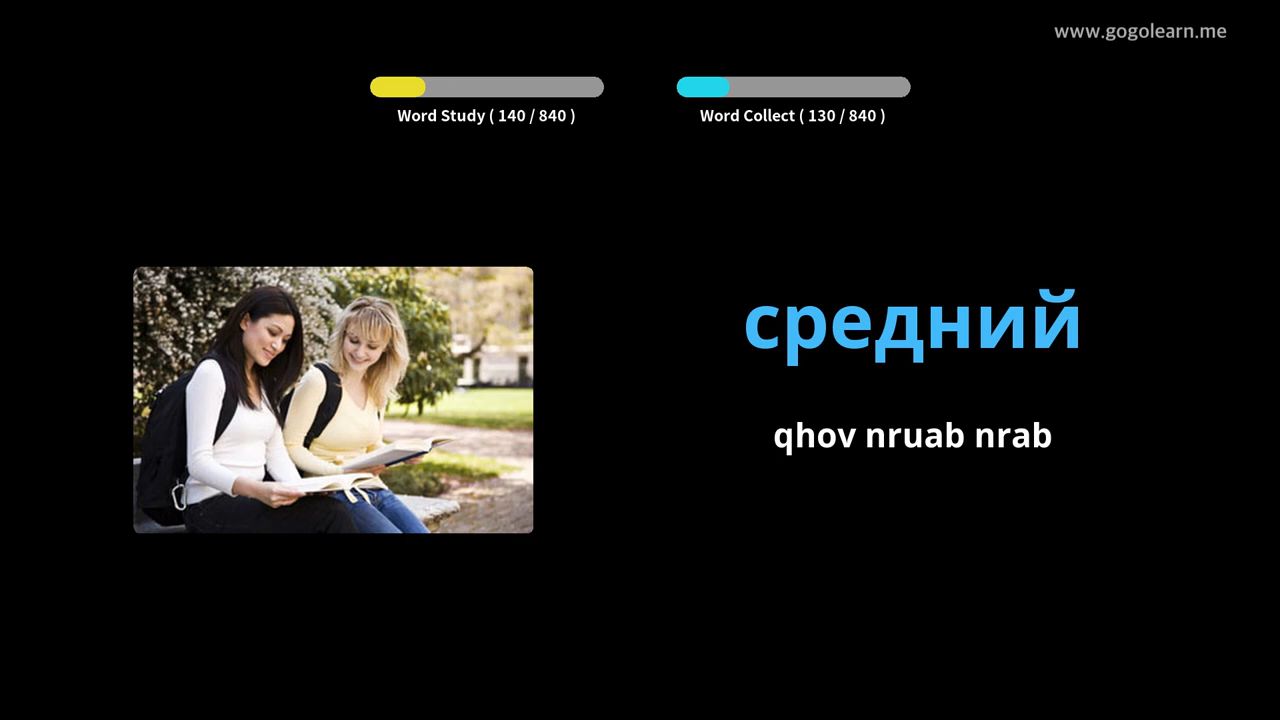 www.gogolearn.me
Word Study ( 140 / 840 )
Word Collect ( 130 / 840 )
средний
qhov nruab nrab